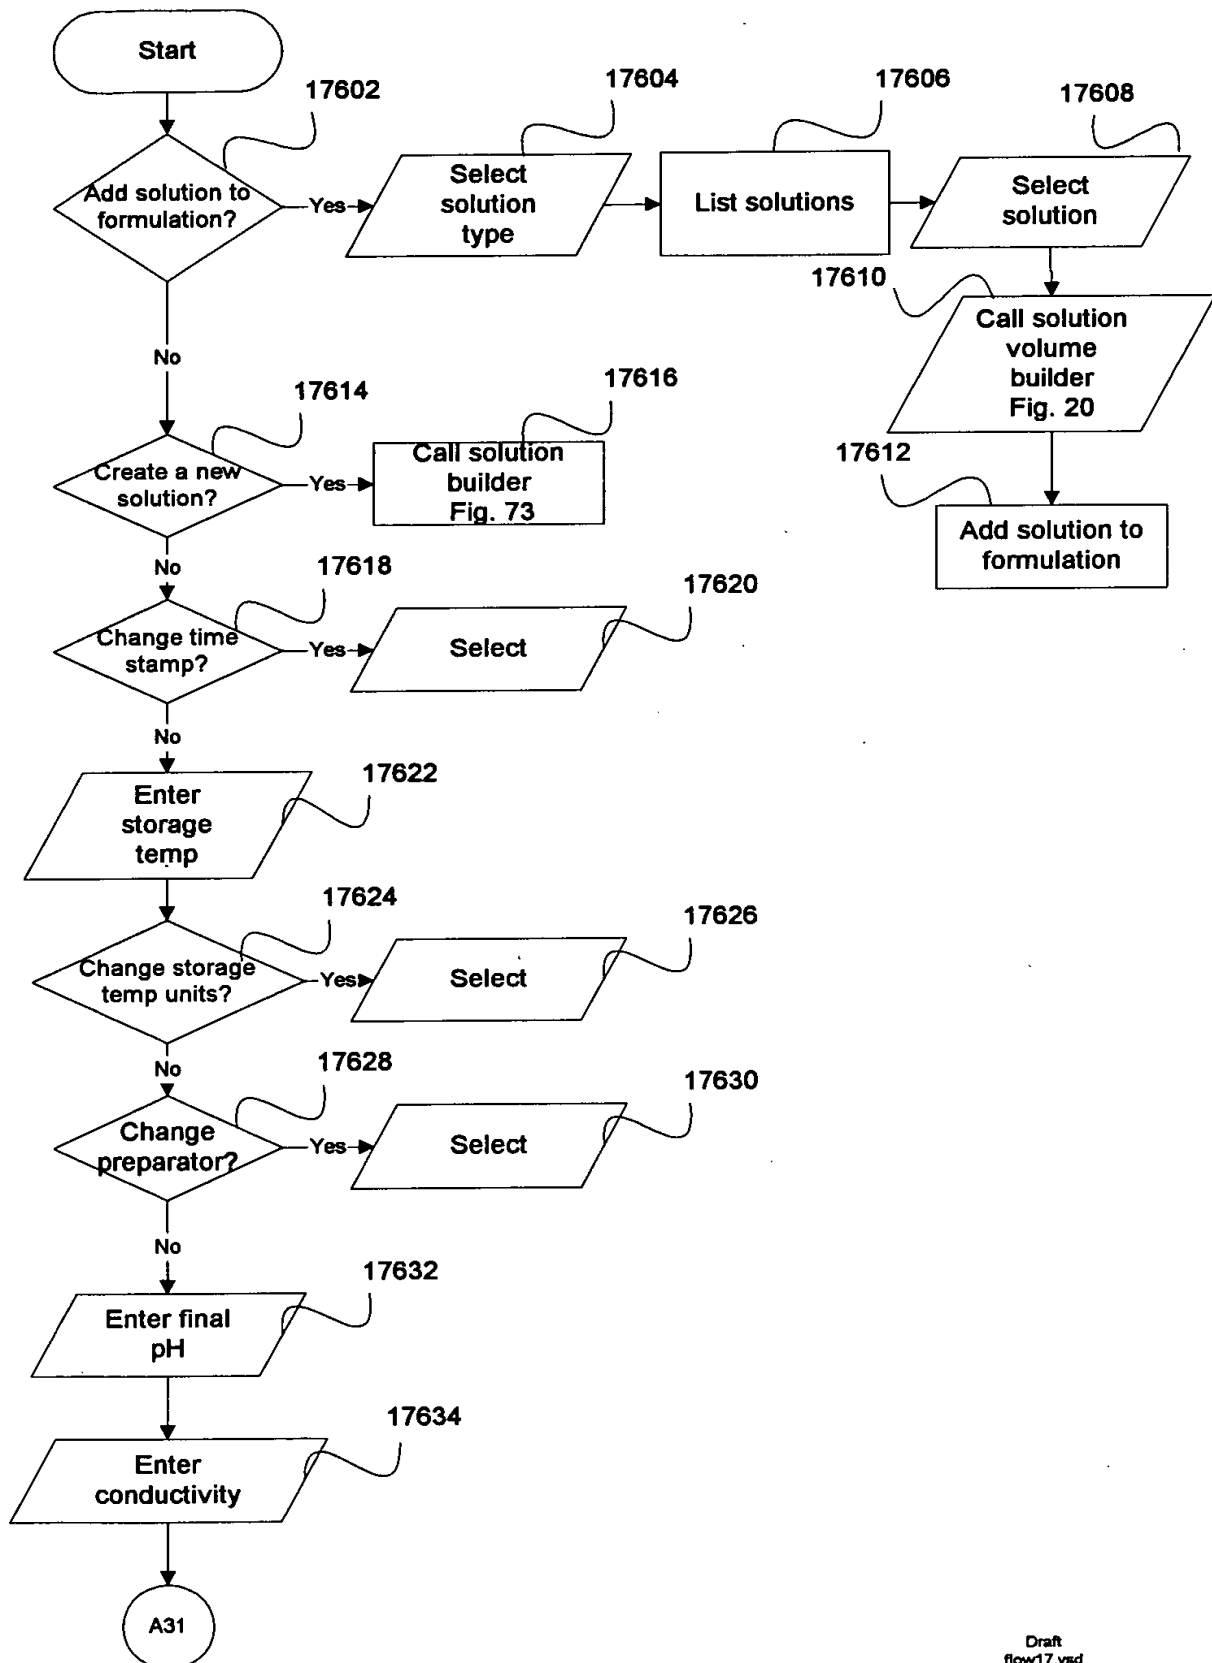 Start
17602
17604
17606
17608
Add solution to
formulation?
Yes
Select
solution
type
List solutions
Select
solution
17610
Call solution
volume
builder
Fig. 20
No
17614
17616
17612
Create a new
solution?
Yes
Call solution
builder
Fig. 73
Add solution to
formulation
No
17618
17620
Change time
stamp?
Yes
Select
No
17622
Enter
storage
temp
17624
17626
Change storage
temp units?
Yes
Select
No
17628
17630
Change
preparator?
Yes
Select
No
17632
Enter final
pH
17634
Enter
conductivity
A31
Draft
flow17.vsd